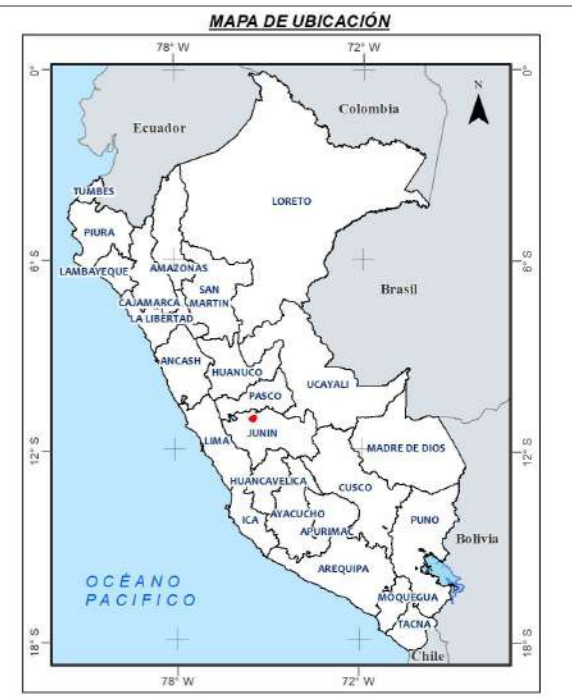 MAPA DE UBICACIÓN
78° W
72° W
0°
0°
N
Colombia
Ecuador
TUMBES
LORETO
PIURA
6° S
6° S
LAMBAYEQUE
AMAZONAS
SAN
MARTIN
Brasil
CAJAMARCA
LA LIBERTAD
ANCASH
HUANUCO
UCAYALI
PASCO
LIMA
JUNIN
12° S
12° S
MADRE DE DIOS
HUANCAVELICA
CUSCO
ICA
AYACUCHO
PUNO
APURIMAC
Bolivia
AREQUIPA
OCÉANO
PACIFICO
MOQUEGUA
TACNA
18° S
18° S
Chile
78° W
72° W